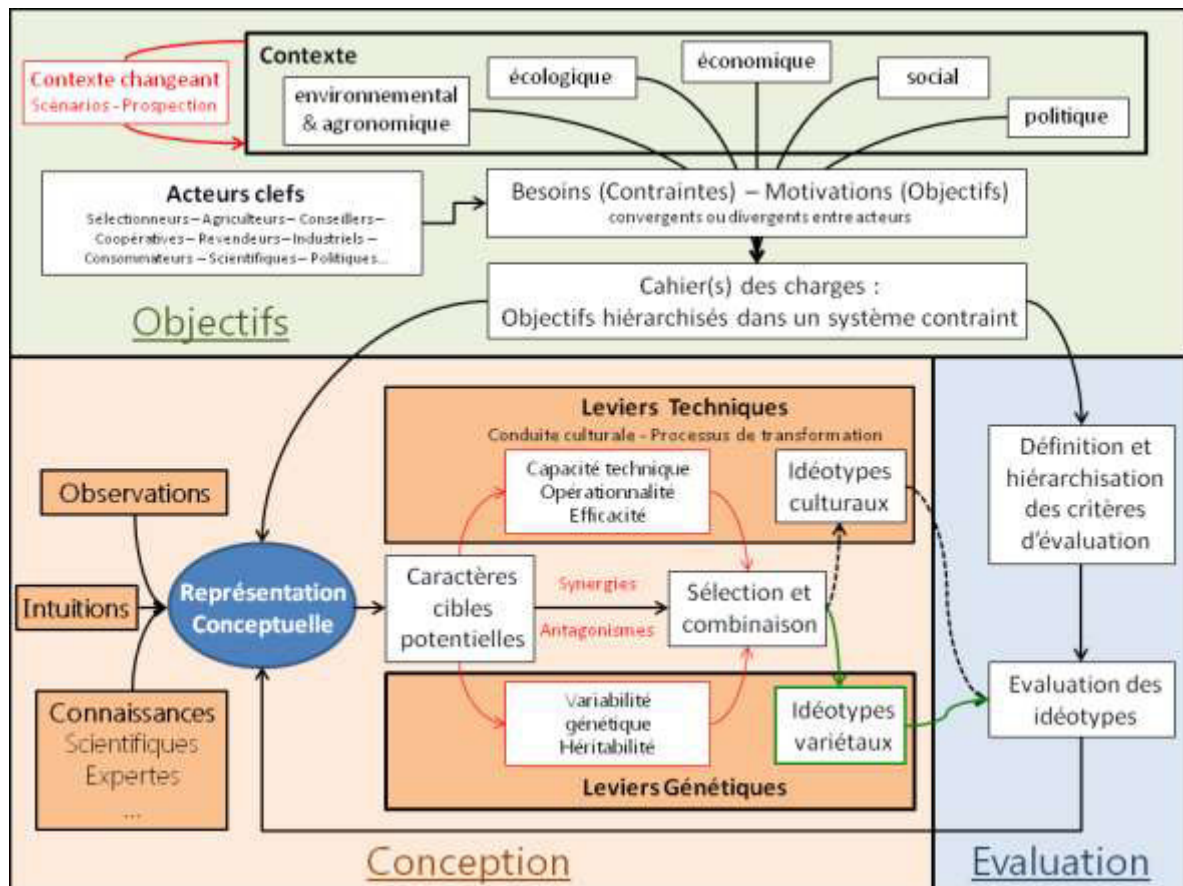 Contexte
Contexte changeant
Scénarios - Prospection
environnemental
& agronomique
écologique
économique
social
politique
Acteurs clefs
Sélectionneurs – Agriculteurs – Conseillers –
Coopératives – Revendeurs – Industriels –
Consommateurs – Scientifiques – Politiques...
Besoins (Contraintes) – Motivations (Objectifs)
convergents ou divergents entre acteurs
Cahier(s) des charges :
Objectifs hiérarchisés dans un système contraint
Objectifs
Leviers Techniques
Conduite culturale - Processus de transformation
Capacité technique
Opérationnalité
Efficacité
Idéotypes
culturaux
Observations
Intuitions
Connaissances
Scientifiques
Expertes
...
Représentation
Conceptuelle
Caractères
cibles
potentielles
Synergies
Antagonismes
Sélection et
combinaison
Variabilité
génétique
Héritabilité
Idéotypes
variétaux
Leviers Génétiques
Conception
Définition et
hiérarchisation
des critères
d'évaluation
Evaluation des
idéotypes
Evaluation